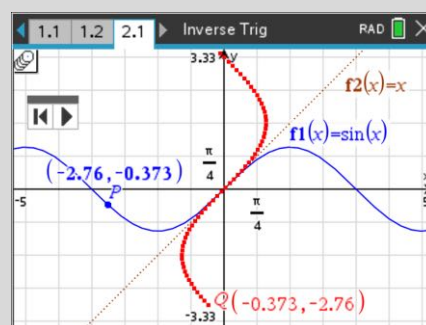 1.1 1.2 2.1 Inverse Trig RAD
3.33 y
f2(x)=x
f1(x)=sin(x)
(-2.76,-0.373)
π/4
P
x
-5
5
π/4
Q(-0.373,-2.76)
-3.33